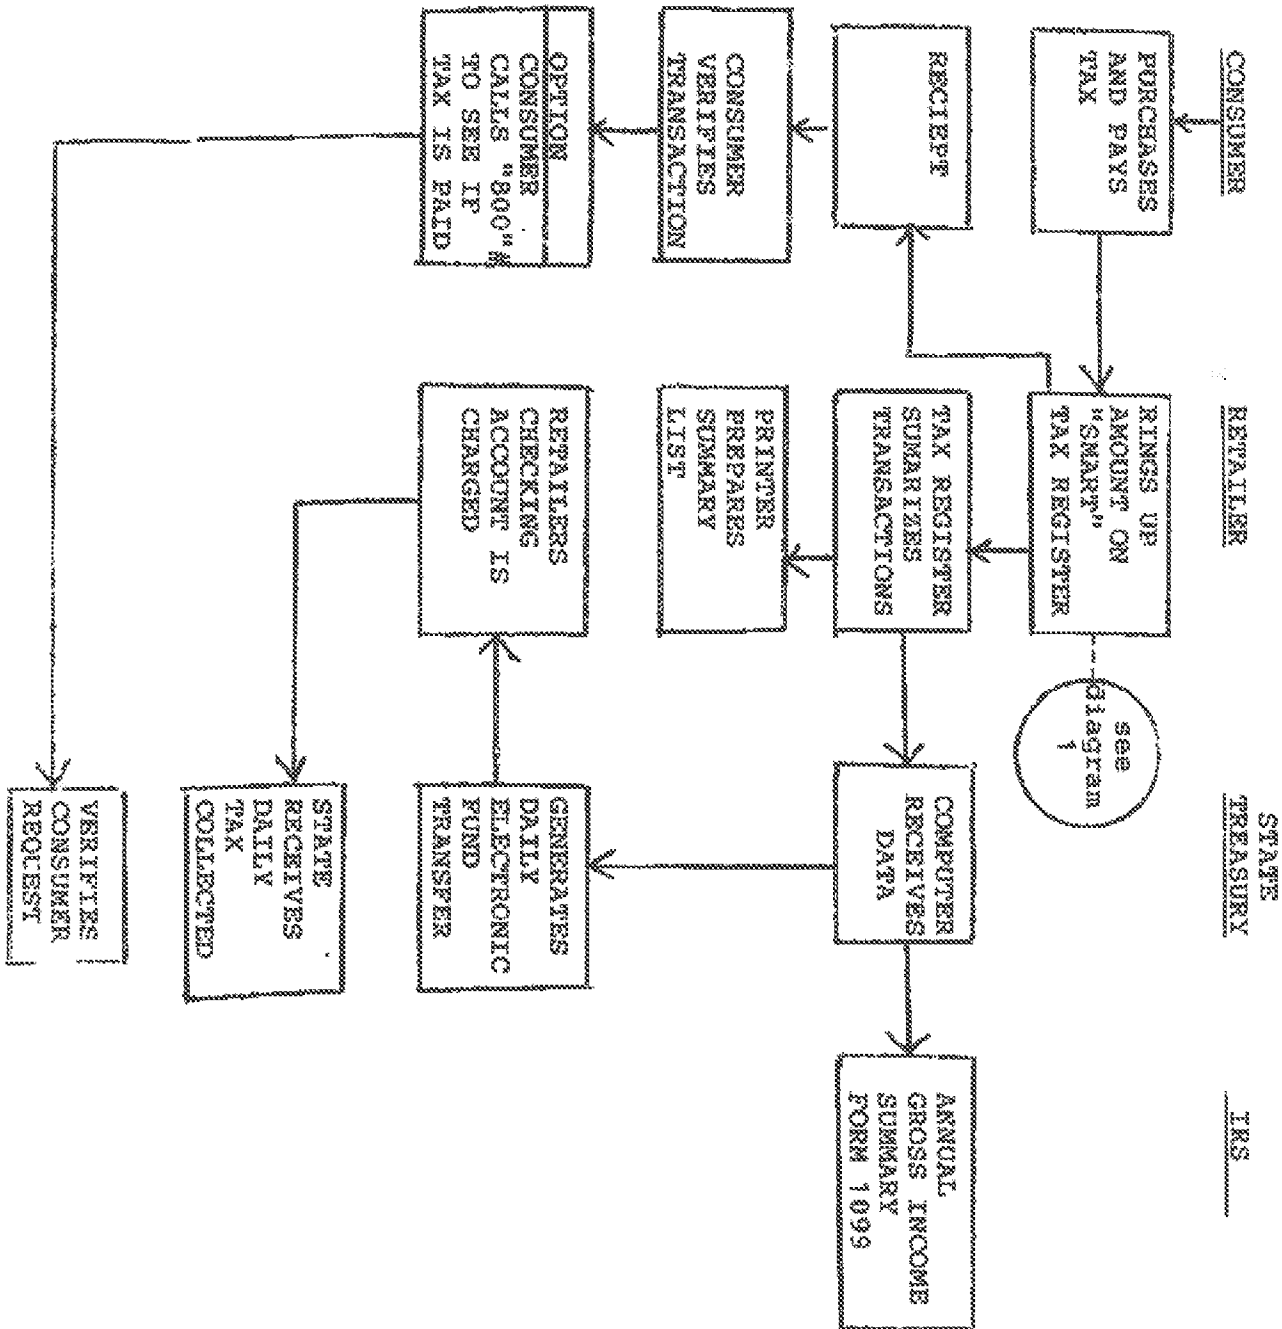 CONSUMER
RETAILER
STATE
TREASURY
IRS
PURCHASES
AND PAYS
TAX
RINGS UP
AMOUNT ON
"SMART"
TAX REGISTER
see
diagram
1
RECIEPT
TAX REGISTER
SUMARIZES
TRANSACTIONS
COMPUTER
RECEIVES
DATA
ANNUAL
GROSS INCOME
SUMMARY
FORM 1099
CONSUMER
VERIFIES
TRANSACTION
PRINTER
PREPARES
SUMMARY
LIST
OPTION
CONSUMER
CALLS "800"#
TO SEE IF
TAX IS PAID
RETAILERS
CHECKING
ACCOUNT IS
CHARGED
GENERATES
DAILY
ELECTRONIC
FUND
TRANSFER
STATE
RECEIVES
DAILY
TAX
COLLECTED
VERIFIES
CONSUMER
REQUEST